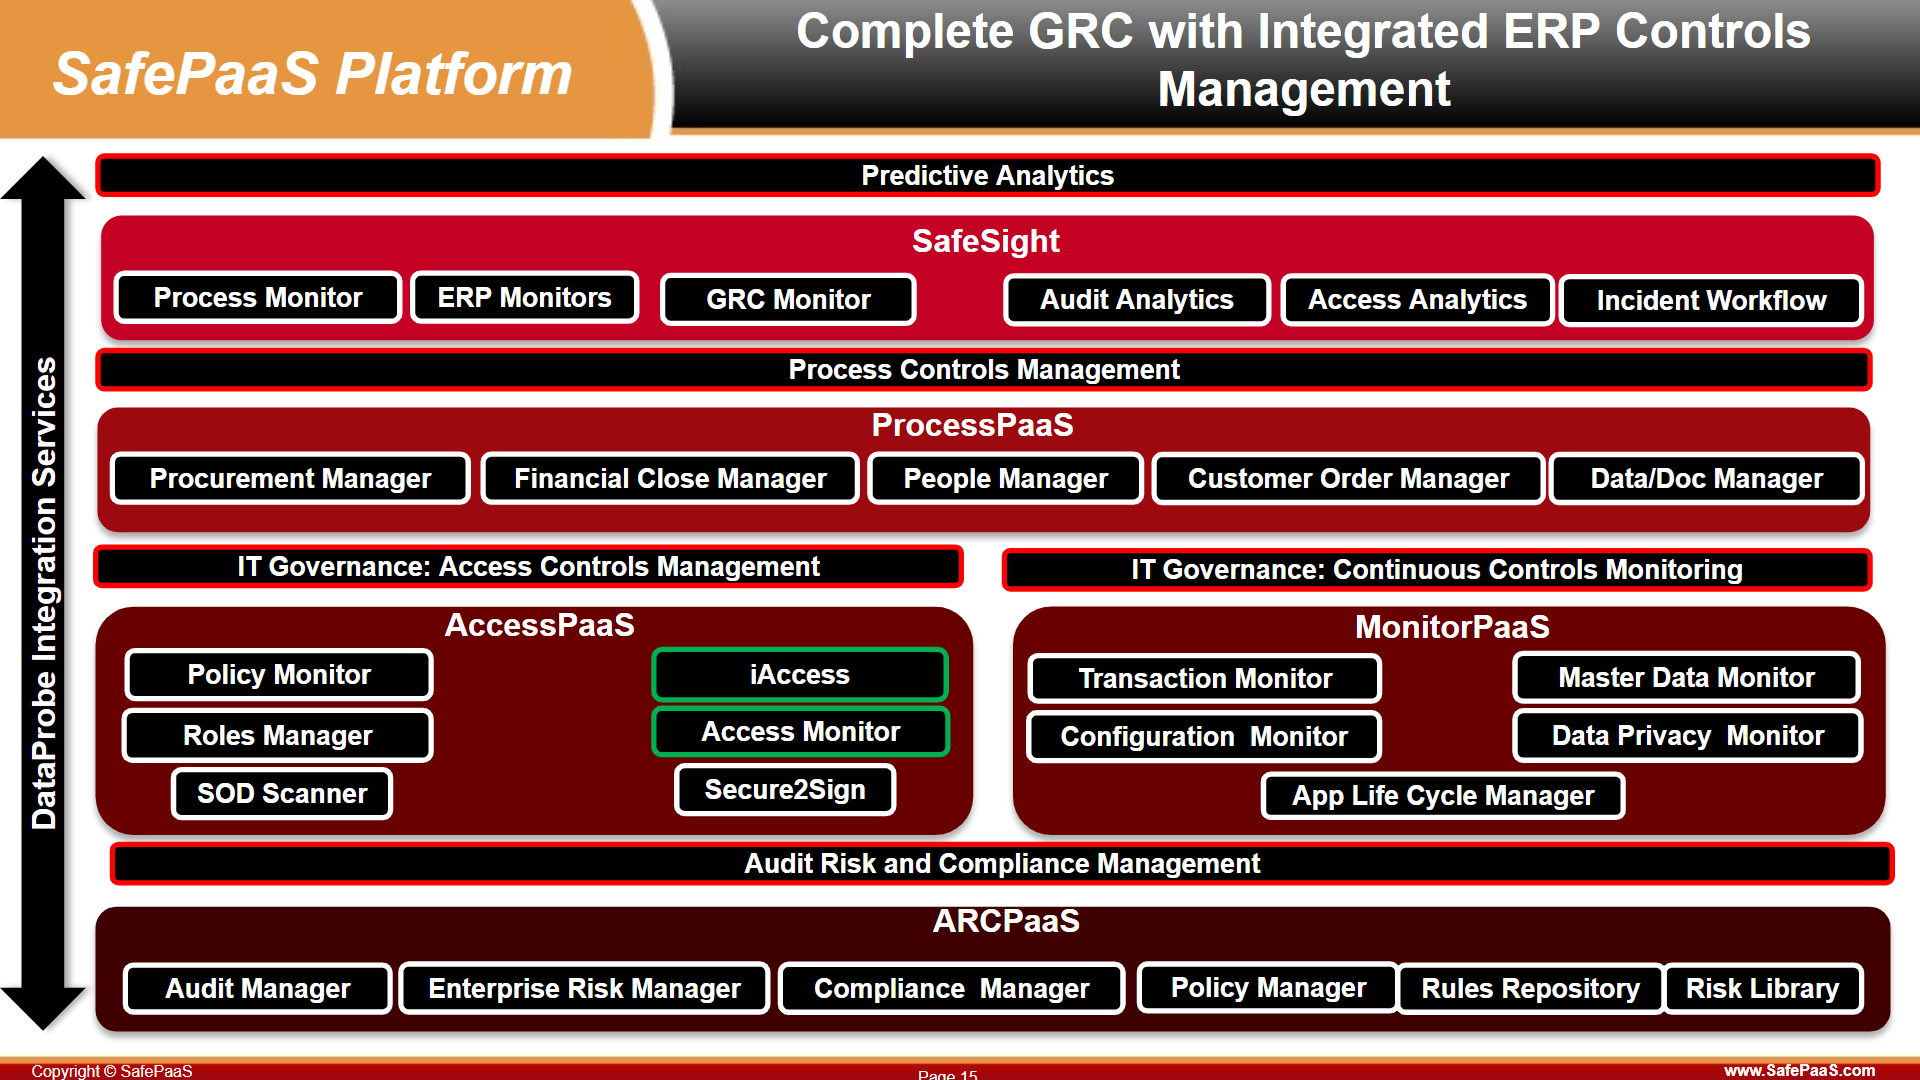 SafePaaS Platform
Complete GRC with Integrated ERP Controls
Management
DataProbe Integration Services
Predictive Analytics
SafeSight
Process Monitor
ERP Monitors
GRC Monitor
Audit Analytics
Access Analytics
Incident Workflow
Process Controls Management
ProcessPaaS
Procurement Manager
Financial Close Manager
People Manager
Customer Order Manager
Data/Doc Manager
IT Governance: Access Controls Management
IT Governance: Continuous Controls Monitoring
AccessPaaS
Policy Monitor
iAccess
Roles Manager
Access Monitor
SOD Scanner
Secure2Sign
MonitorPaaS
Transaction Monitor
Master Data Monitor
Configuration  Monitor
Data Privacy  Monitor
App Life Cycle Manager
Audit Risk and Compliance Management
ARCPaaS
Audit Manager
Enterprise Risk Manager
Compliance  Manager
Policy Manager
Rules Repository
Risk Library
Copyright © SafePaaS
Page 15
www.SafePaaS.com